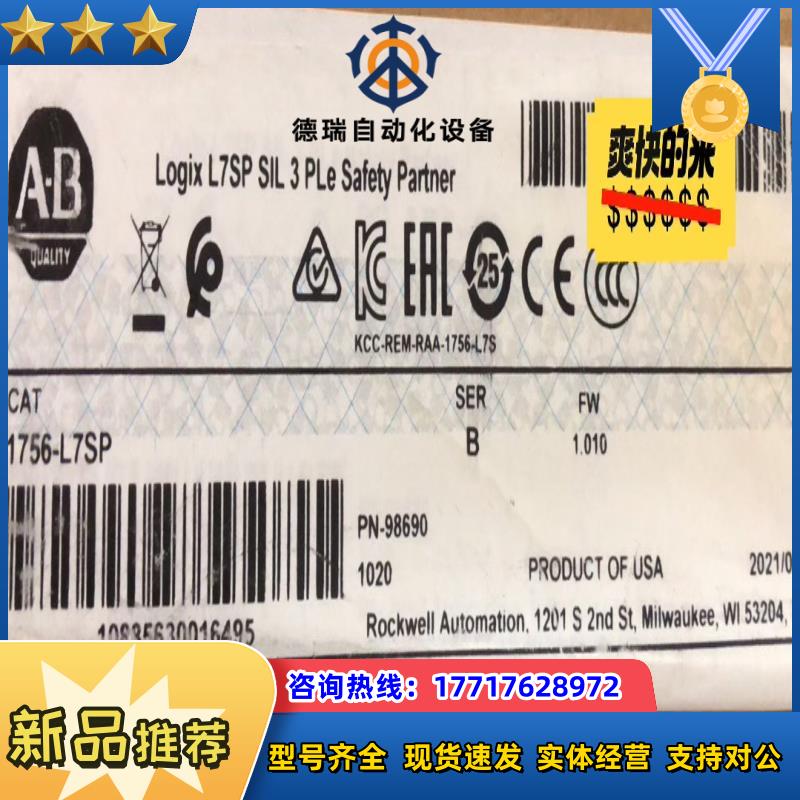 德瑞自动化设备
爽快的来
$$$$$$
Logix L7SP SIL 3 PLe Safety Partner
A-B
QUALITY
25
CCC
KCC-REM-RAA-1756-L7S
CAT
SER
FW
1756-L7SP
B
1.010
PN-98690
1020
PRODUCT OF USA
2021/0
10835630016495
Rockwell Automation, 1201 S 2nd St, Milwaukee, WI 53204,
咨询热线：17717628972
新品推荐
型号齐全 现货速发 实体经营 支持对公